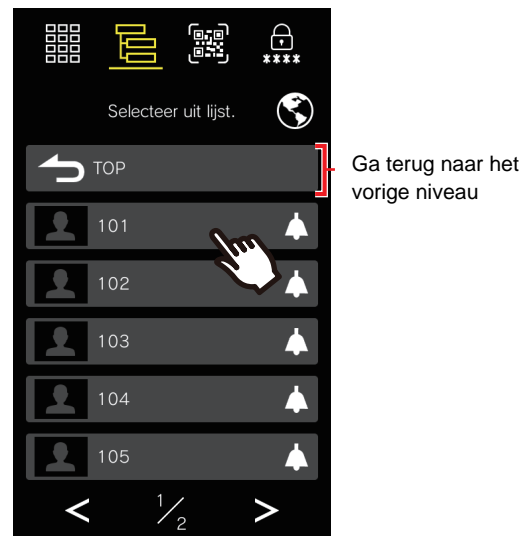 ****
Selecteer uit lijst.
TOP
Ga terug naar het
vorige niveau
101
102
103
104
105
< 1/2 >